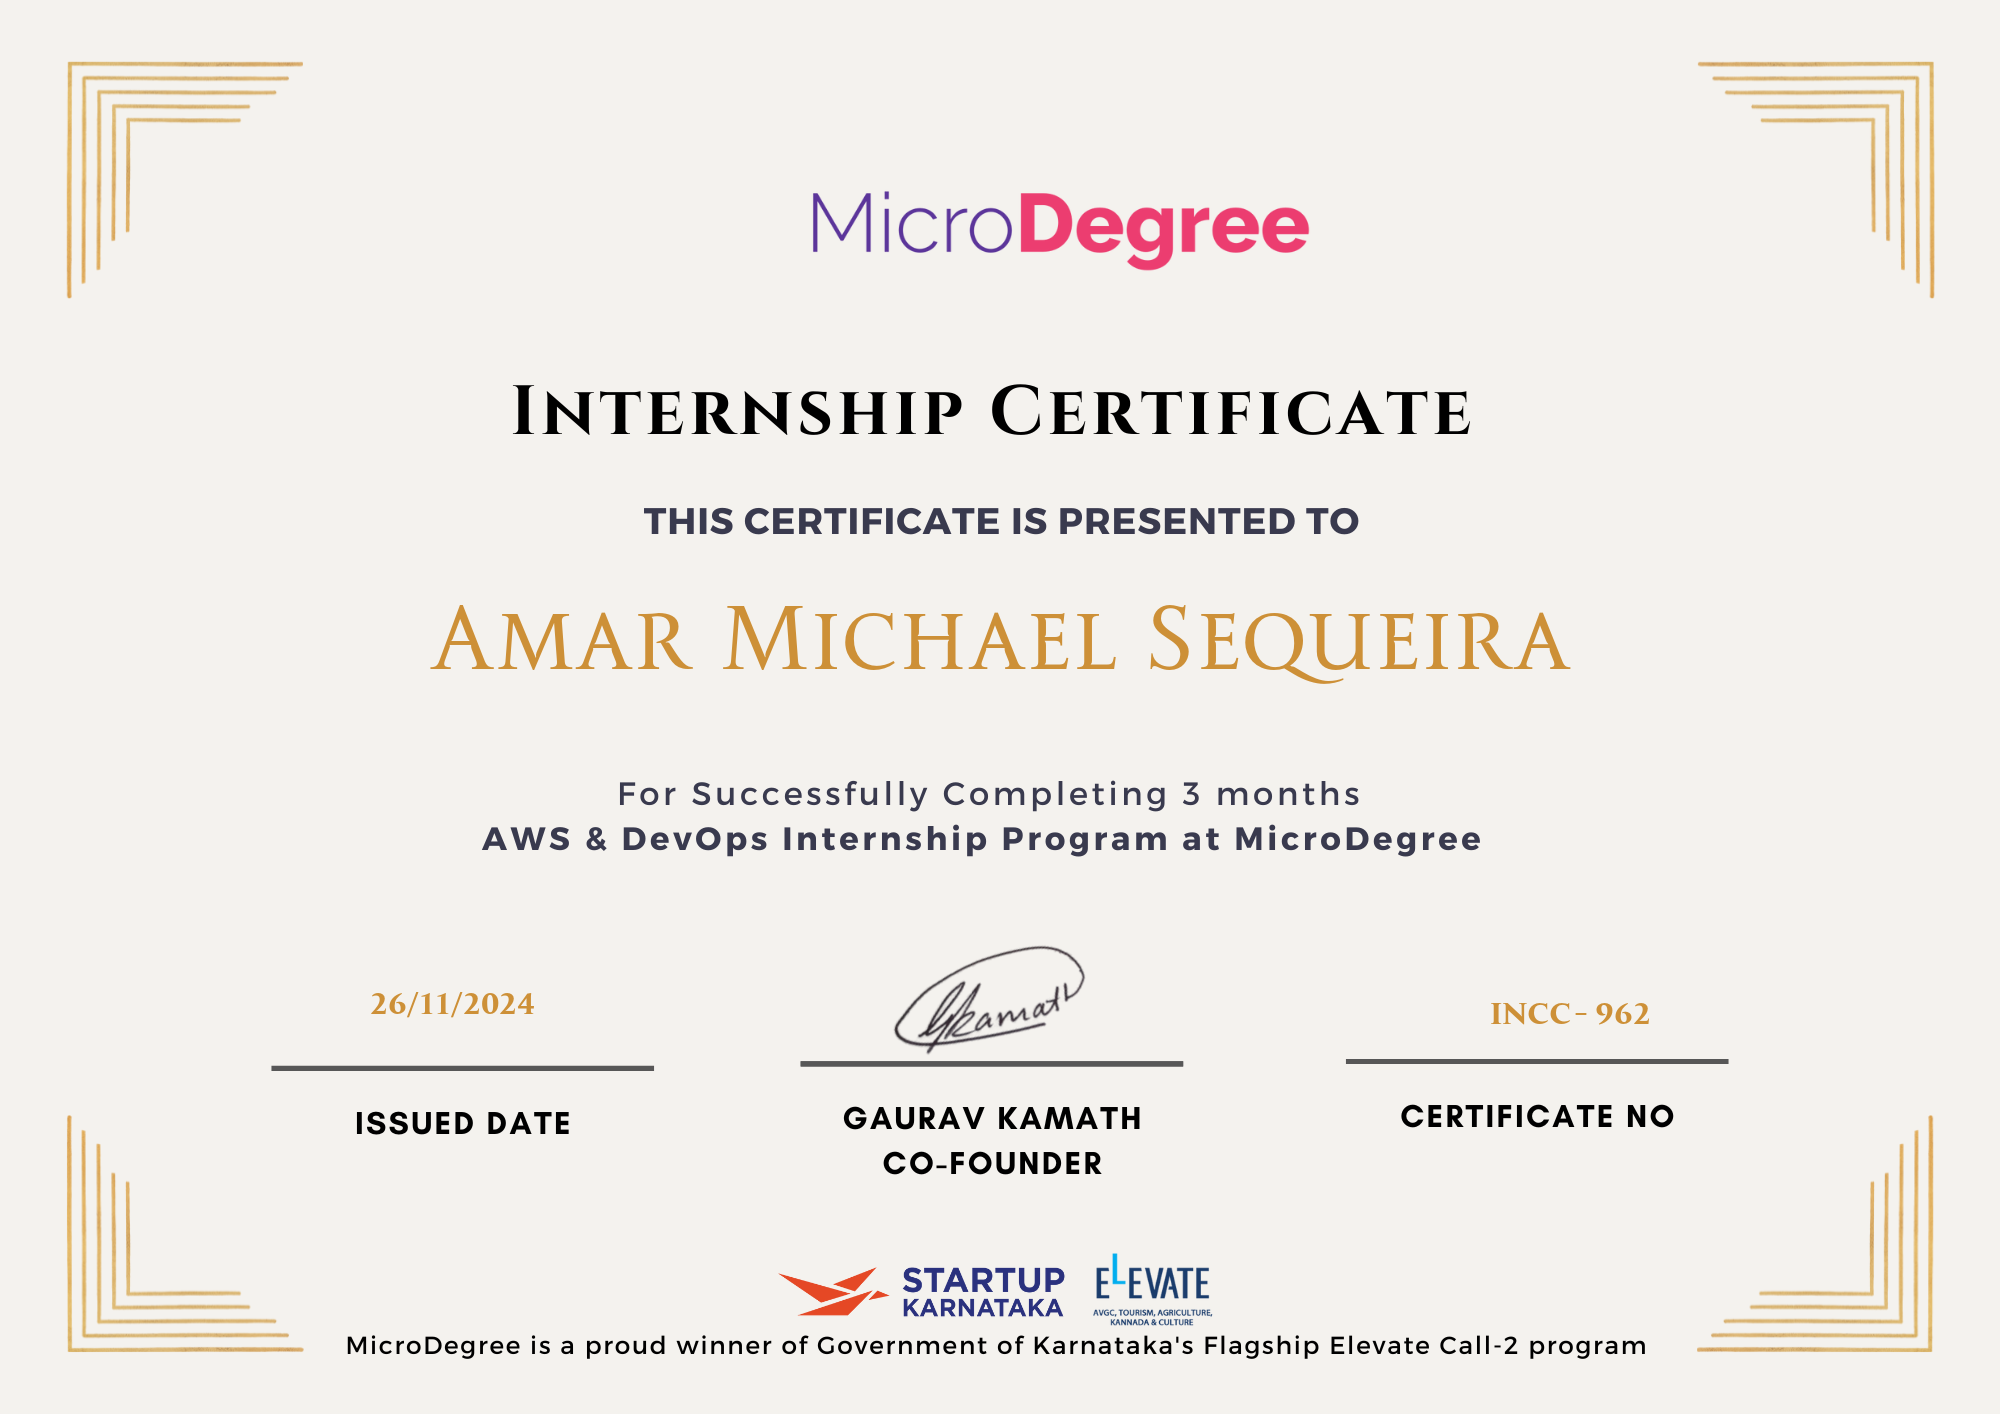 MicroDegree
INTERNSHIP CERTIFICATE
THIS CERTIFICATE IS PRESENTED TO
AMAR MICHAEL SEQUEIRA
For Successfully Completing 3 months
AWS & DevOps Internship Program at MicroDegree
26/11/2024
Gkamath
INCC - 962
ISSUED DATE
GAURAV KAMATH
CO-FOUNDER
CERTIFICATE NO
STARTUP
KARNATAKA
ELEVATE
AVGC, TOURISM, AGRICULTURE,
KANNADA & CULTURE
MicroDegree is a proud winner of Government of Karnataka's Flagship Elevate Call-2 program